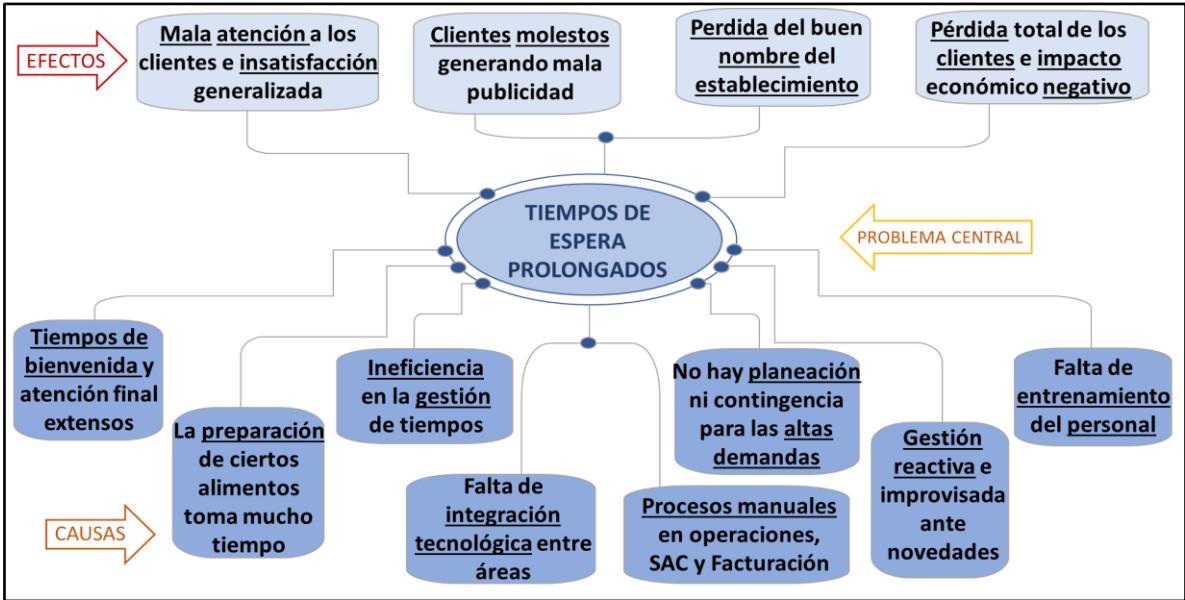 EFECTOS
Mala atención a los
clientes e insatisfacción
generalizada
Clientes molestos
generando mala
publicidad
Perdida del buen
nombre del
establecimiento
Pérdida total de los
clientes e impacto
económico negativo
TIEMPOS DE
ESPERA
PROLONGADOS
PROBLEMA CENTRAL
Tiempos de
bienvenida y
atención final
extensos
La preparación
de ciertos
alimentos
toma mucho
tiempo
Ineficiencia
en la gestión
de tiempos
Falta de
integración
tecnológica entre
áreas
Procesos manuales
en operaciones,
SAC y Facturación
No hay planeación
ni contingencia
para las altas
demandas
Gestión
reactiva e
improvisada
ante
novedades
Falta de
entrenamiento
del personal
CAUSAS